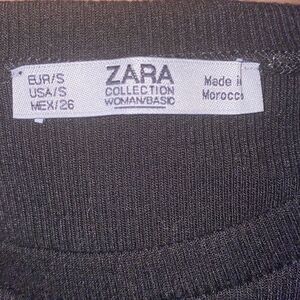 EUR/S
USA/S
MEX/26
ZARA
COLLECTION
WOMAN/BASIC
Made in
Morocco